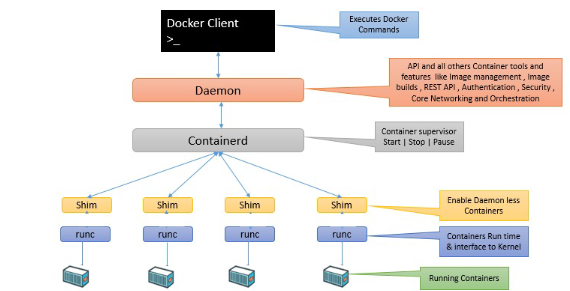 Docker Client
>_
Executes Docker
Commands
Daemon
API and all others Container tools and
features like Image management , Image
builds , REST API , Authentication , Security ,
Core Networking and Orchestration
Containerd
Container supervisor
Start | Stop | Pause
Shim
Shim
Shim
Shim
Enable Daemon less
Containers
runc
runc
runc
runc
Containers Run time
& interface to Kernel
Running Containers